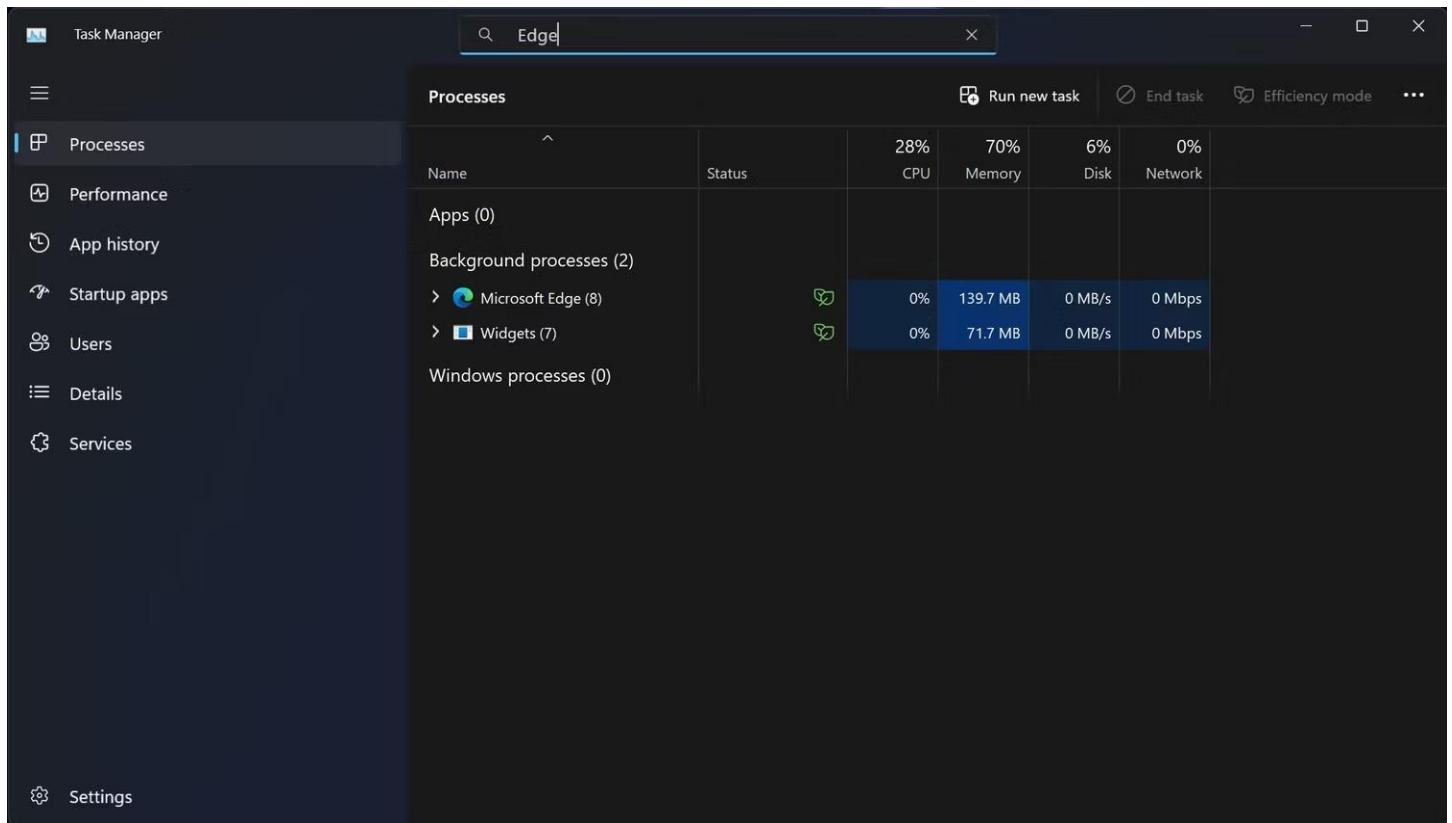 Task Manager
Edge
Processes
Performance
App history
Startup apps
Users
Details
Services
Settings
Processes
Run new task
End task
Efficiency mode
Name
Status
28% CPU
70% Memory
6% Disk
0% Network
Apps (0)
Background processes (2)
Microsoft Edge (8) 0% 139.7 MB 0 MB/s 0 Mbps
Widgets (7) 0% 71.7 MB 0 MB/s 0 Mbps
Windows processes (0)